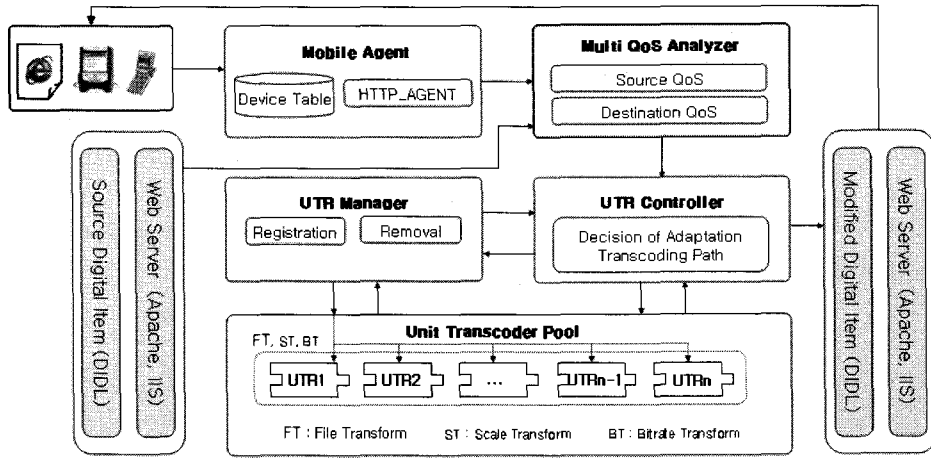 Mobile Agent
Device Table
HTTP_AGENT
Multi QoS Analyzer
Source QoS
Destination QoS
Source Digital Item (DIDL)
Web Server (Apache, IIS)
UTR Manager
Registration
Removal
UTR Controller
Decision of Adaptation
Transcoding Path
Modified Digital Item (DIDL)
Web Server (Apache, IIS)
Unit Transcoder Pool
FT, ST, BT
UTR1
UTR2
...
UTRn-1
UTRn
FT : File Transform
ST : Scale Transform
BT : Bitrate Transform